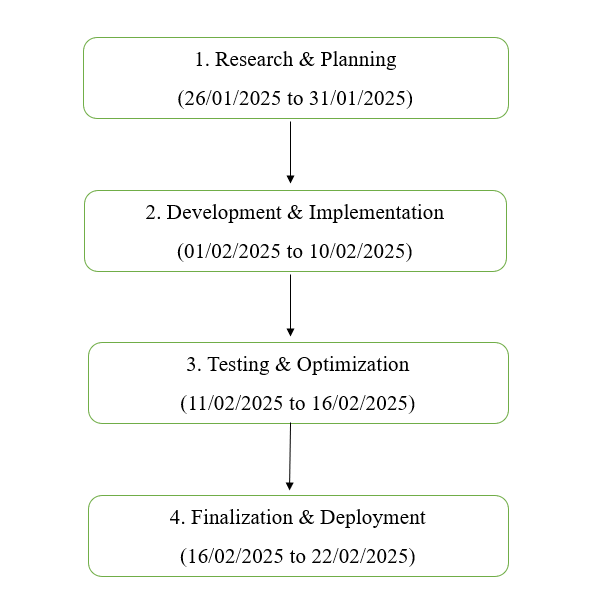 1. Research & Planning
(26/01/2025 to 31/01/2025)
2. Development & Implementation
(01/02/2025 to 10/02/2025)
3. Testing & Optimization
(11/02/2025 to 16/02/2025)
4. Finalization & Deployment
(16/02/2025 to 22/02/2025)